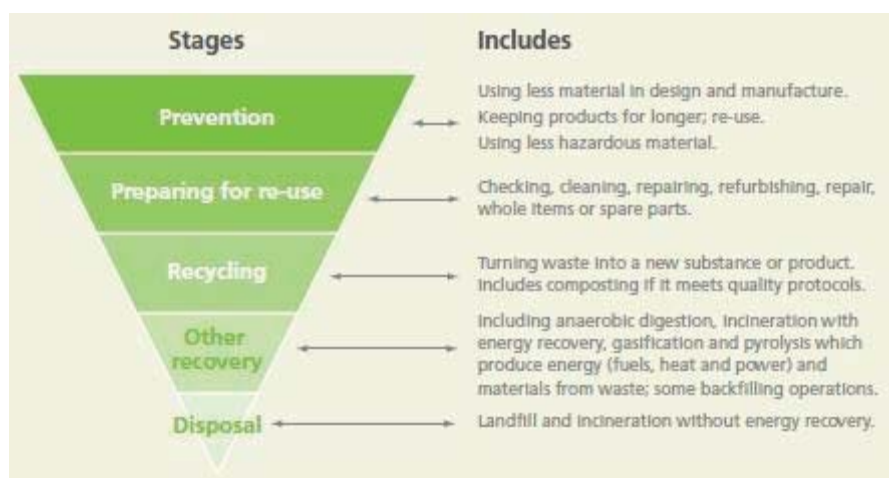 Stages
Includes
Prevention
Using less material in design and manufacture.
Keeping products for longer; re-use.
Using less hazardous material.
Preparing for re-use
Checking, cleaning, repairing, refurbishing, repair,
whole items or spare parts.
Recycling
Turning waste into a new substance or product.
Includes composting if it meets quality protocols.
Other
recovery
Including anaerobic digestion, incineration with
energy recovery, gasification and pyrolysis which
produce energy (fuels, heat and power) and
materials from waste; some backfilling operations.
Disposal
Landfill and incineration without energy recovery.